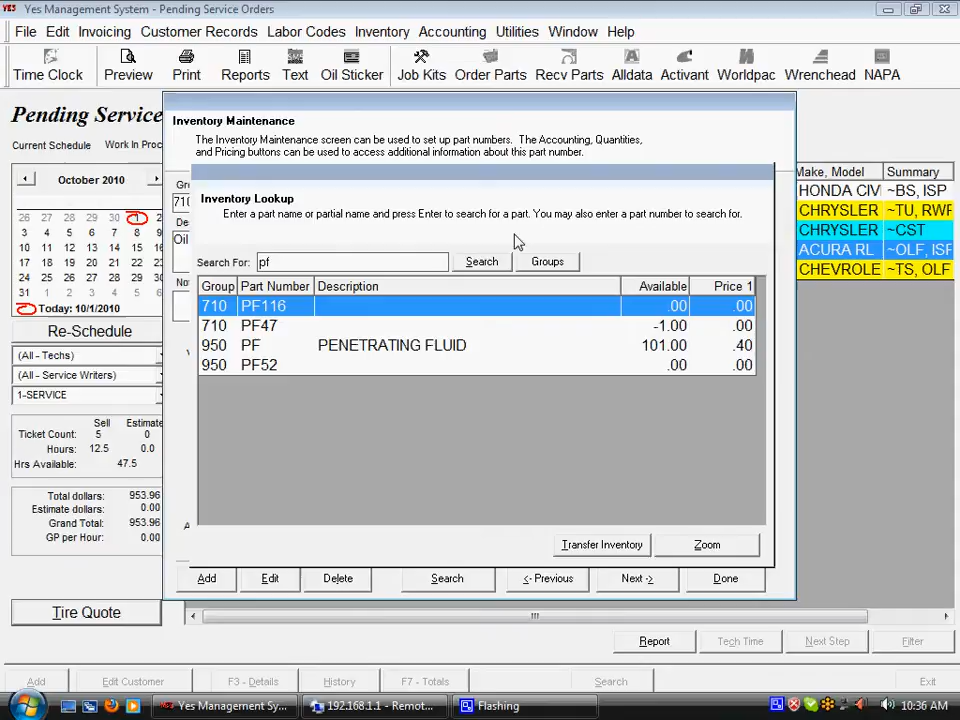 YES Yes Management System - Pending Service Orders
File Edit Invoicing Customer Records Labor Codes Inventory Accounting Utilities Window Help
Time Clock Preview Print Reports Text Oil Sticker Job Kits Order Parts Recv Parts Alldata Activant Worldpac Wrenchead NAPA
Pending Service
Current Schedule Work In Proc
October 2010
26 27 28 29 30 1 2
3 4 5 6 7 8 9
10 11 12 13 14 15 16
17 18 19 20 21 22 23
24 25 26 27 28 29 30
31 1 2 3 4 5 6
Today: 10/1/2010
Re-Schedule
(All - Techs)
(All - Service Writers)
1-SERVICE
Sell Estimate
Ticket Count: 5 0
Hours: 12.5 0.0
Hrs Available: 47.5
Total dollars: 953.96
Estimate dollars: 0.00
Grand Total: 953.96
GP per Hour: 0.00
Tire Quote
Inventory Maintenance
The Inventory Maintenance screen can be used to set up part numbers. The Accounting, Quantities,
and Pricing buttons can be used to access additional information about this part number.
Gr
710
De
Oil
Not
Inventory Lookup
Enter a part name or partial name and press Enter to search for a part. You may also enter a part number to search for.
Search For: pf Search Groups
Group Part Number Description Available Price 1
710 PF116 .00 .00
710 PF47 -1.00 .00
950 PF PENETRATING FLUID 101.00 .40
950 PF52 .00 .00
Transfer Inventory Zoom
Add Edit Delete Search <- Previous Next -> Done
Make, Model Summary
HONDA CIV ~BS, ISP
CHRYSLER ~TU, RWF
CHRYSLER ~CST
ACURA RL ~OLF, ISF
CHEVROLE ~TS, OLF
Report Tech Time Next Step Filter
Add Edit Customer F3 - Details History F7 - Totals Search Exit
YES Yes Management Sy... 192.168.1.1 - Remot... Flashing 10:36 AM